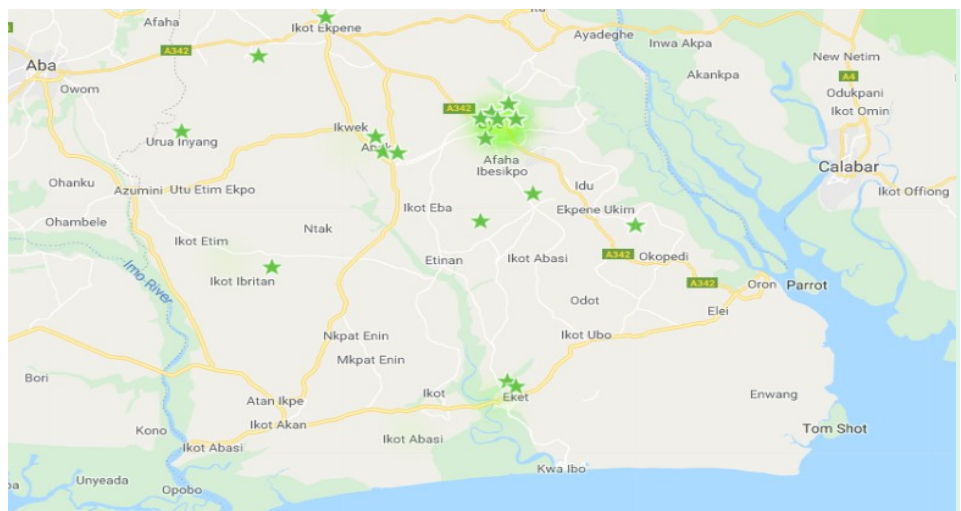 Afaha
Ikot Ekpene
A342
Aba
Owom
Ayadeghe
Inwa Akpa
Akankpa
New Netim
A4
Odukpani
Ikot Omin
A342
Ikwek
Urua Inyang
Afaha
Ibesikpo
Calabar
Ohanku
Azumini
Utu Etim Ekpo
Idu
Ikot Offiong
Ohambele
Ikot Eba
Ekpene Ukim
Ntak
Ikot Etim
Etinan
Ikot Abasi
A342
Okopedi
Imo River
Ikot Ibritan
A342
Oron
Parrot
Odot
Elei
Nkpat Enin
Ikot Ubo
Mkpat Enin
Bori
Ikot
Eket
Enwang
Atan Ikpe
Ikot Akan
Kono
Ikot Abasi
Ikot Abasi
Tom Shot
Kwa Ibo
Unyeada
Opobo